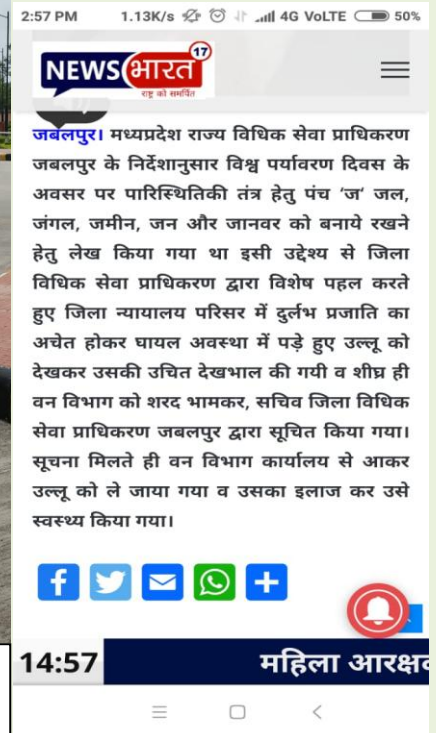 2:57 PM 1.13K/s 4G VoLTE 50%
NEWS भारत 17
राष्ट्र को समर्पित
जबलपुर। मध्यप्रदेश राज्य विधिक सेवा प्राधिकरण
जबलपुर के निर्देशानुसार विश्व पर्यावरण दिवस के
अवसर पर पारिस्थितिकी तंत्र हेतु पंच ‘ज’ जल,
जंगल, जमीन, जन और जानवर को बनाये रखने
हेतु लेख किया गया था इसी उद्देश्य से जिला
विधिक सेवा प्राधिकरण द्वारा विशेष पहल करते
हुए जिला न्यायालय परिसर में दुर्लभ प्रजाति का
अचेत होकर घायल अवस्था में पड़े हुए उल्लू को
देखकर उसकी उचित देखभाल की गयी व शीघ्र ही
वन विभाग को शरद भामकर, सचिव जिला विधिक
सेवा प्राधिकरण जबलपुर द्वारा सूचित किया गया।
सूचना मिलते ही वन विभाग कार्यालय से आकर
उल्लू को ले जाया गया व उसका इलाज कर उसे
स्वस्थ्य किया गया।
14:57 महिला आरक्षक